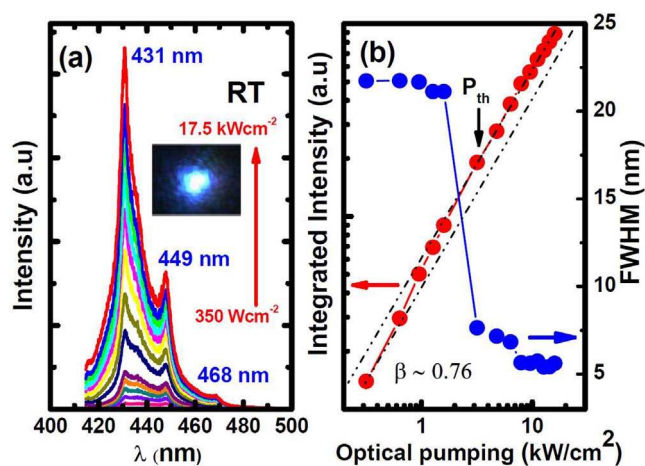 (a)
431 nm
RT
17.5 kWcm-2
449 nm
350 Wcm-2
468 nm
Intensity (a.u)
400 420 440 460 480 500
λ (nm)
(b)
Pth
β ~ 0.76
Integrated Intensity (a.u)
25
20
15
10
5
FWHM (nm)
1 10
Optical pumping (kW/cm2)